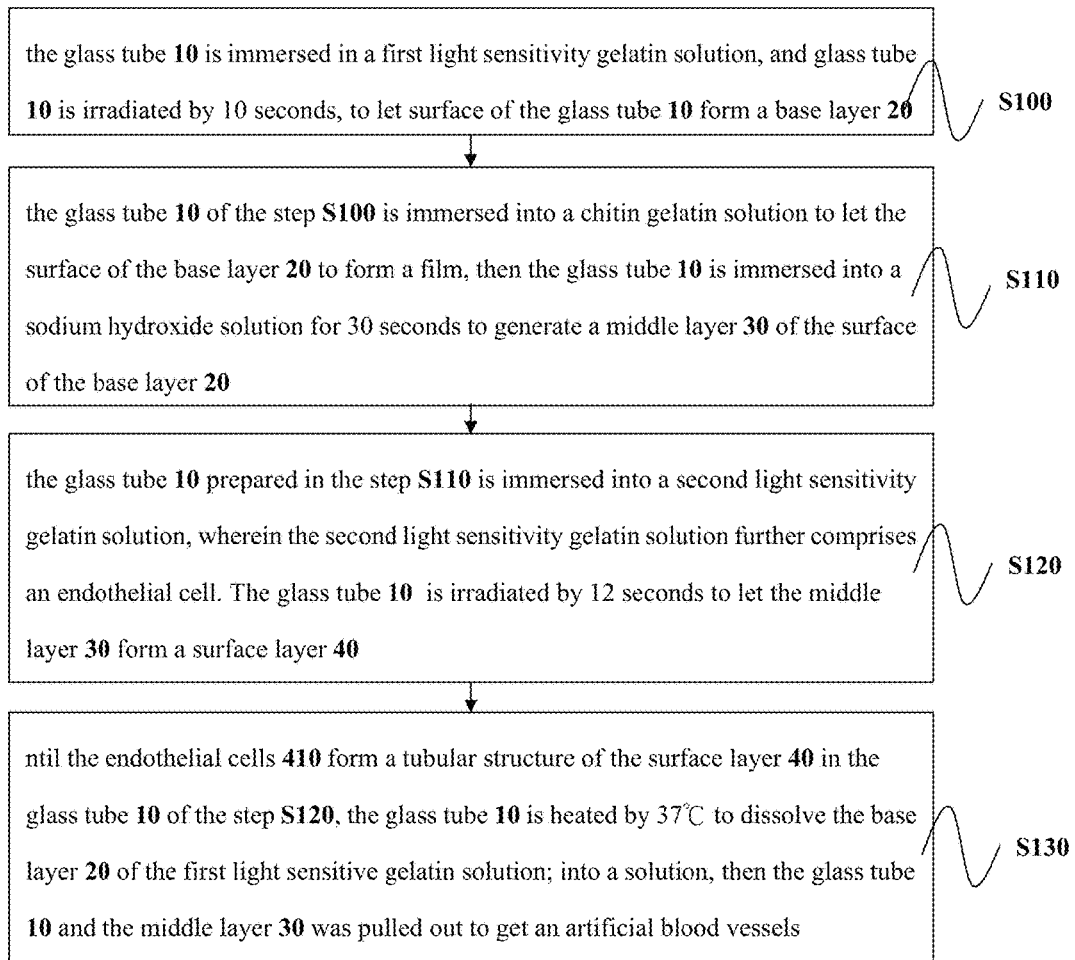 the glass tube 10 is immersed in a first light sensitivity gelatin solution, and glass tube
10 is irradiated by 10 seconds, to let surface of the glass tube 10 form a base layer 20
S100
the glass tube 10 of the step S100 is immersed into a chitin gelatin solution to let the
surface of the base layer 20 to form a film, then the glass tube 10 is immersed into a
sodium hydroxide solution for 30 seconds to generate a middle layer 30 of the surface
of the base layer 20
S110
the glass tube 10 prepared in the step S110 is immersed into a second light sensitivity
gelatin solution, wherein the second light sensitivity gelatin solution further comprises
an endothelial cell. The glass tube 10 is irradiated by 12 seconds to let the middle
layer 30 form a surface layer 40
S120
ntil the endothelial cells 410 form a tubular structure of the surface layer 40 in the
glass tube 10 of the step S120, the glass tube 10 is heated by 37℃ to dissolve the base
layer 20 of the first light sensitive gelatin solution; into a solution, then the glass tube
10 and the middle layer 30 was pulled out to get an artificial blood vessels
S130